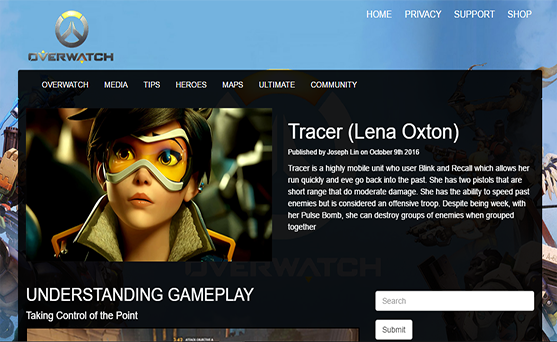 HOME PRIVACY SUPPORT SHOP
OVERWATCH
OVERWATCH MEDIA TIPS HEROES MAPS ULTIMATE COMMUNITY
Tracer (Lena Oxton)
Published by Joseph Lin on October 9th 2016
Tracer is a highly mobile unit who user Blink and Recall which allows her
run quickly and eve go back into the past. She has two pistols that are
short range that do moderate damage. She has the ability to speed past
enemies but is considered an offensive troop. Despite being week, with
her Pulse Bomb, she can destroy groups of enemies when grouped
together
OVERWATCH
UNDERSTANDING GAMEPLAY
Taking Control of the Point
Search
Submit